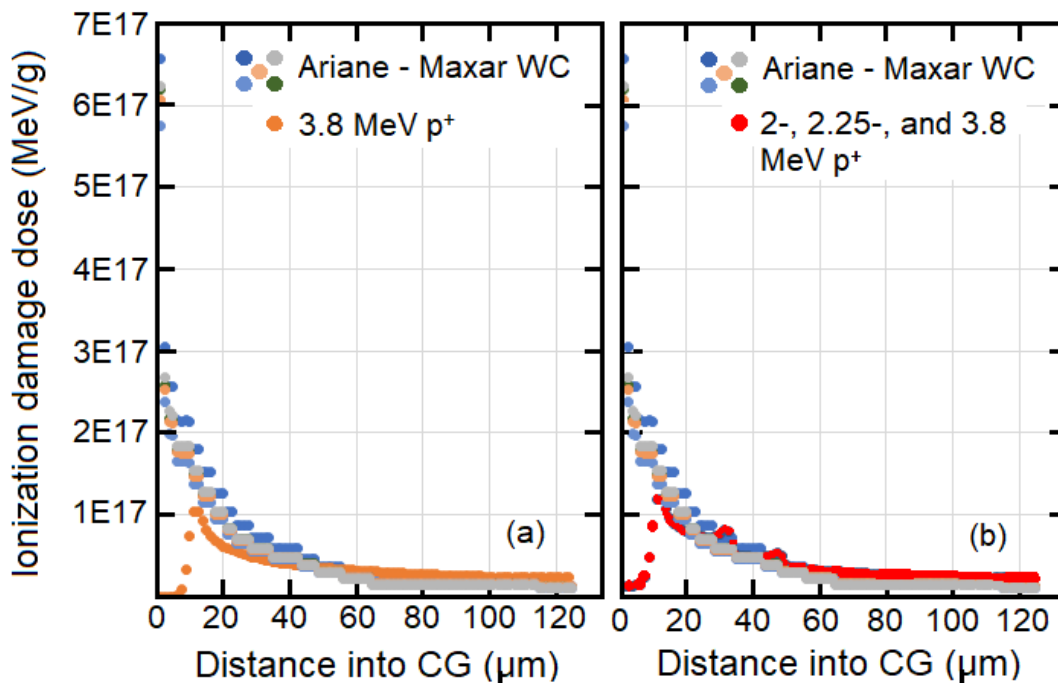 Ionization damage dose (MeV/g)
7E17
6E17
5E17
4E17
3E17
2E17
1E17
Ariane - Maxar WC
3.8 MeV p⁺
(a)
0 20 40 60 80 100 120
Distance into CG (µm)
Ariane - Maxar WC
2-, 2.25-, and 3.8
MeV p⁺
(b)
0 20 40 60 80 100 120
Distance into CG (µm)